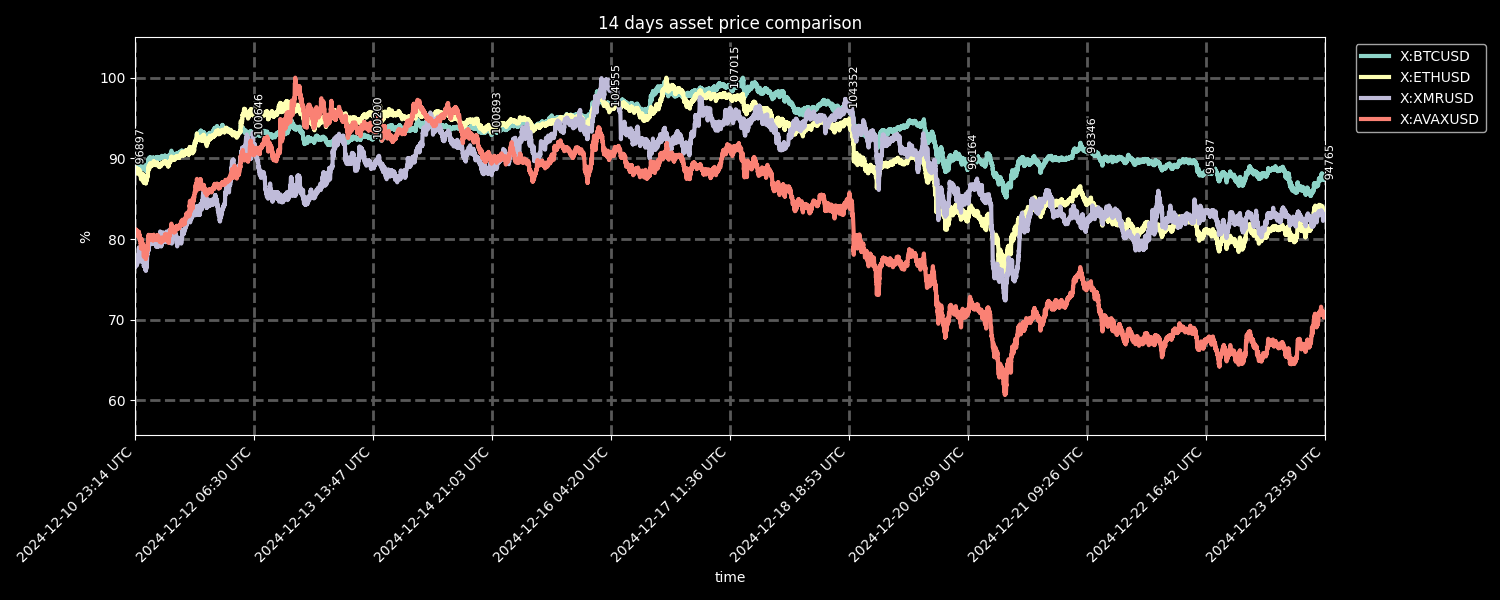 14 days asset price comparison
X:BTCUSD
X:ETHUSD
X:XMRUSD
X:AVAXUSD
100
90
80
70
60
%
96897
100646
100200
100893
104555
107015
104352
96164
98346
95587
94765
2024-12-10 23:14 UTC
2024-12-12 06:30 UTC
2024-12-13 13:47 UTC
2024-12-14 21:03 UTC
2024-12-16 04:20 UTC
2024-12-17 11:36 UTC
2024-12-18 18:53 UTC
2024-12-20 02:09 UTC
2024-12-21 09:26 UTC
2024-12-22 16:42 UTC
2024-12-23 23:59 UTC
time